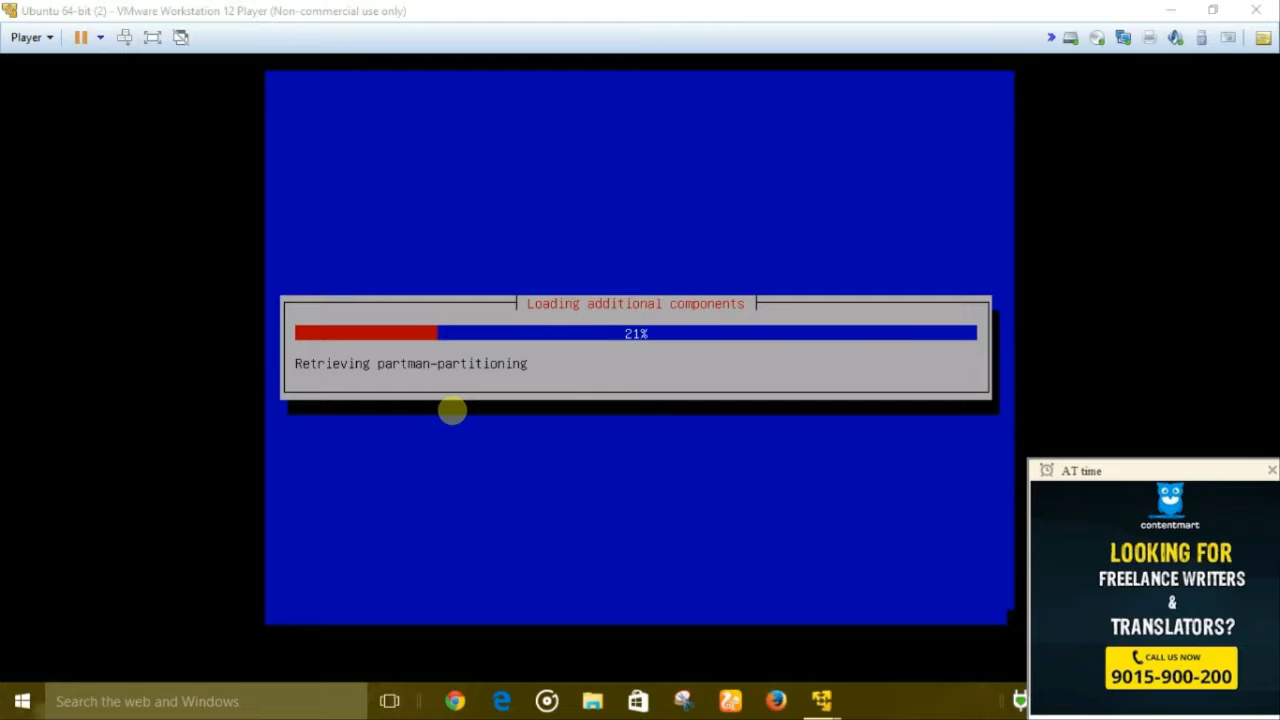 Ubuntu 64-bit (2) - VMware Workstation 12 Player (Non-commercial use only)
Player
Loading additional components
21%
Retrieving partman-partitioning
AT time
contentmart
LOOKING FOR
FREELANCE WRITERS
&
TRANSLATORS?
CALL US NOW
9015-900-200
Search the web and Windows